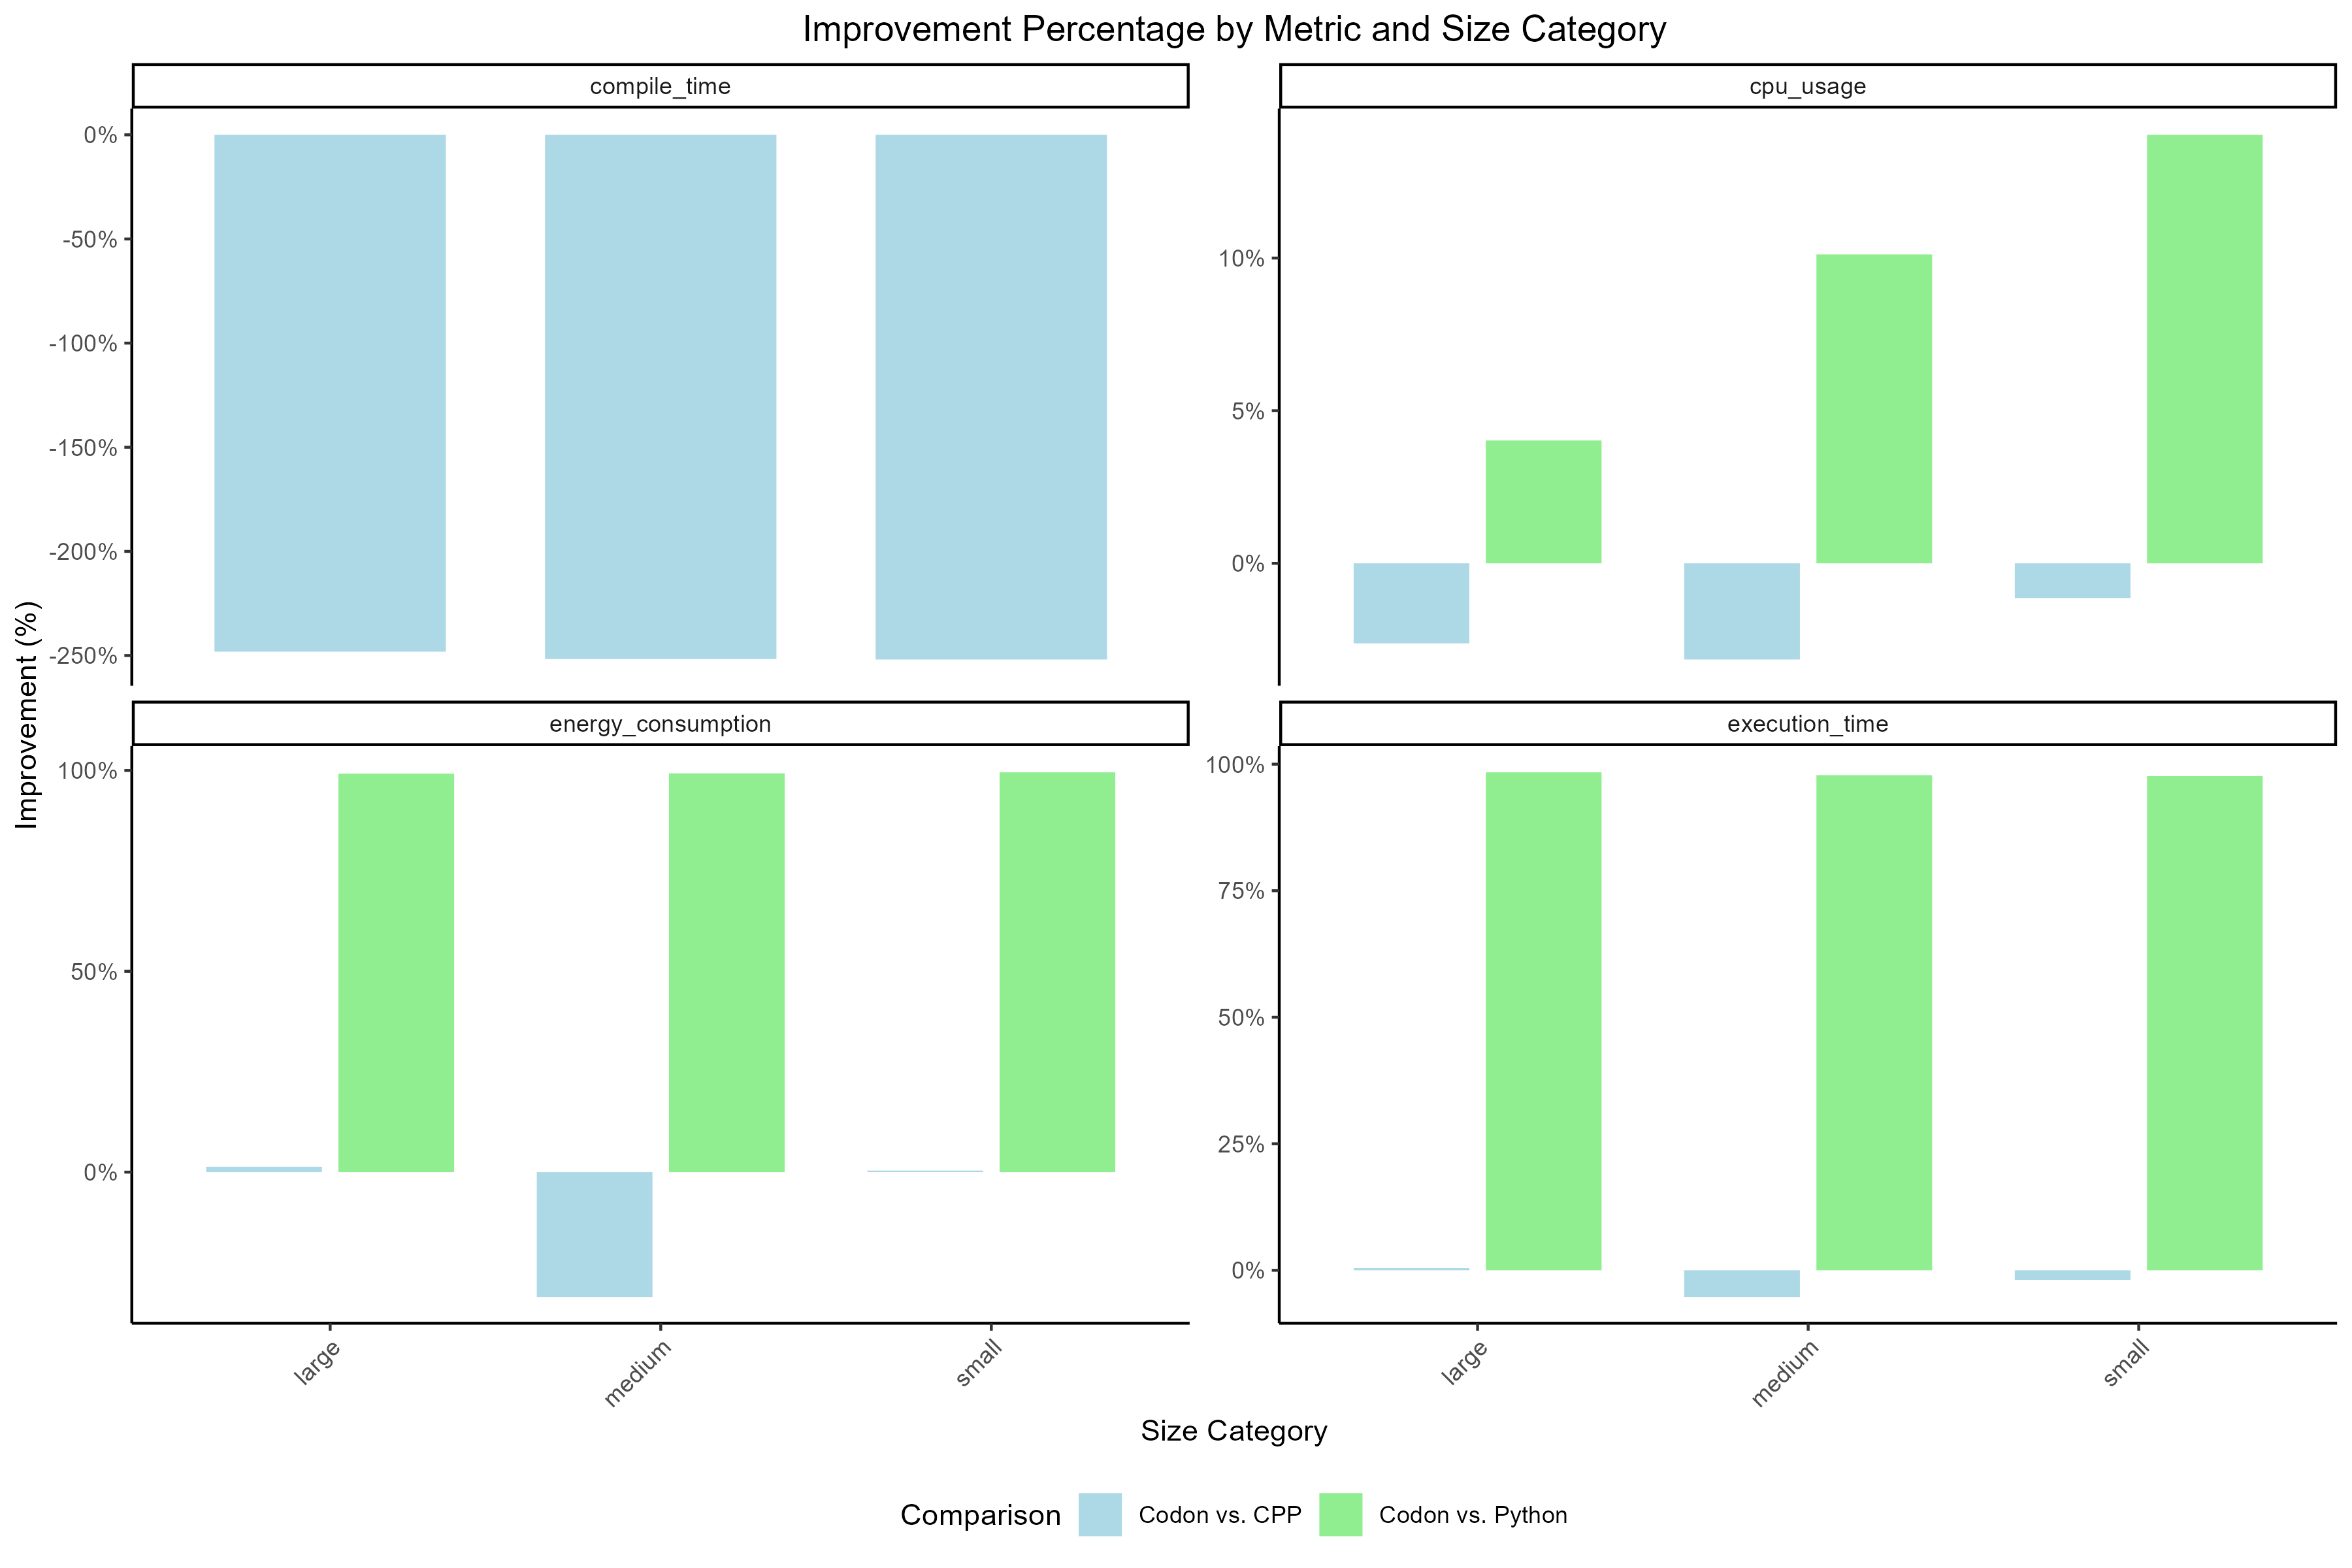 Improvement Percentage by Metric and Size Category
compile_time
cpu_usage
0%
-50%
-100%
-150%
-200%
-250%
10%
5%
0%
energy_consumption
execution_time
Improvement (%)
100%
50%
0%
100%
75%
50%
25%
0%
large
medium
small
large
medium
small
Size Category
Comparison Codon vs. CPP Codon vs. Python